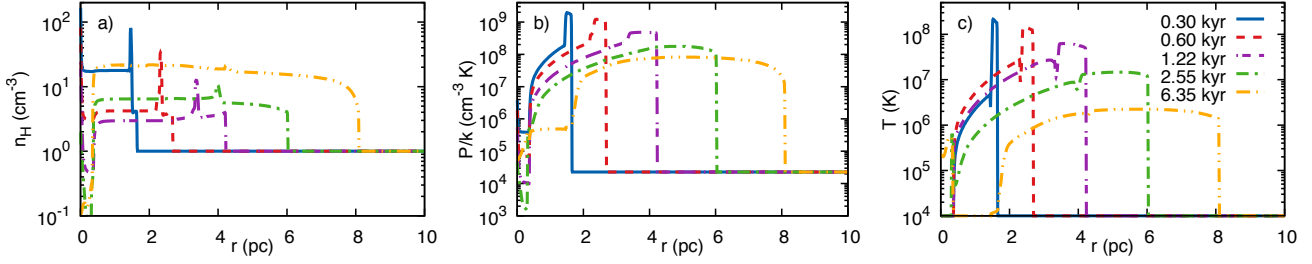 a)
n_H (cm⁻³)
10²
10¹
10⁰
10⁻¹
0 2 4 6 8 10
r (pc)
b)
P/k (cm⁻³ K)
10¹⁰
10⁹
10⁸
10⁷
10⁶
10⁵
10⁴
10³
0 2 4 6 8 10
r (pc)
c)
T (K)
10⁸
10⁷
10⁶
10⁵
10⁴
0 2 4 6 8 10
r (pc)
0.30 kyr
0.60 kyr
1.22 kyr
2.55 kyr
6.35 kyr